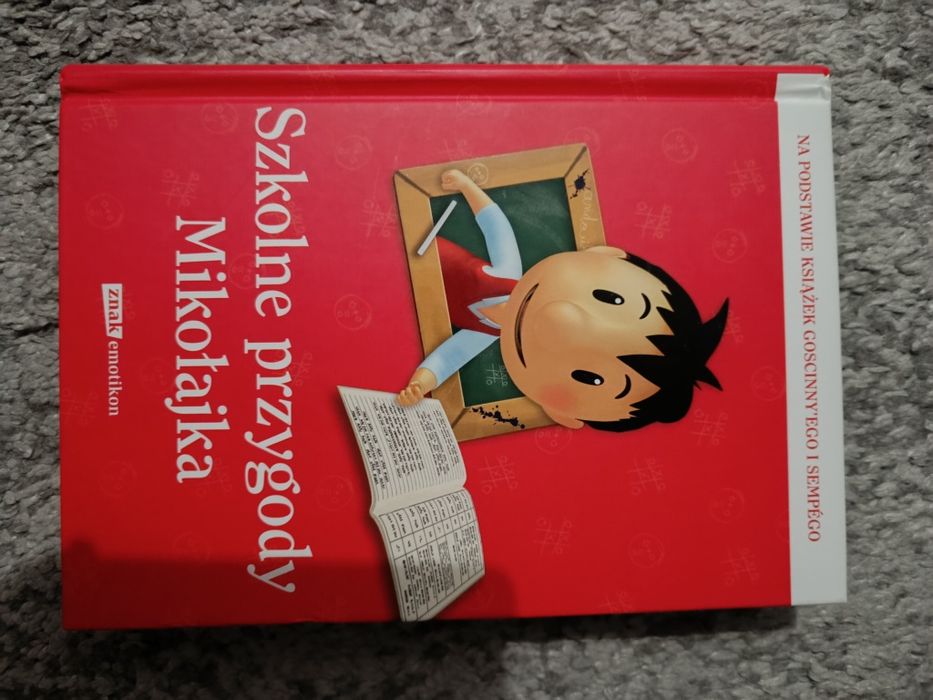 NA PODSTAWIE KSIĄŻEK GOSCINNY'EGO I SEMPÉGO
Szkolne przygody
Mikołajka
znak emotikon